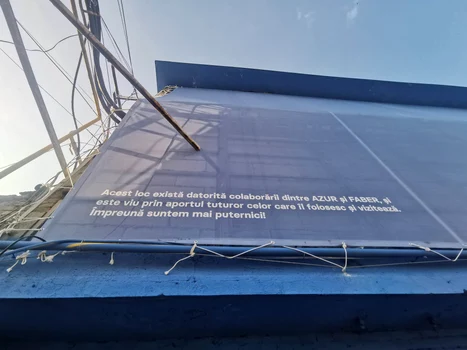 Acest loc există datorită colaborării dintre AZUR și FABER, și
este viu prin aportul tuturor celor care îl folosesc și vizitează.
Împreună suntem mai puternici!